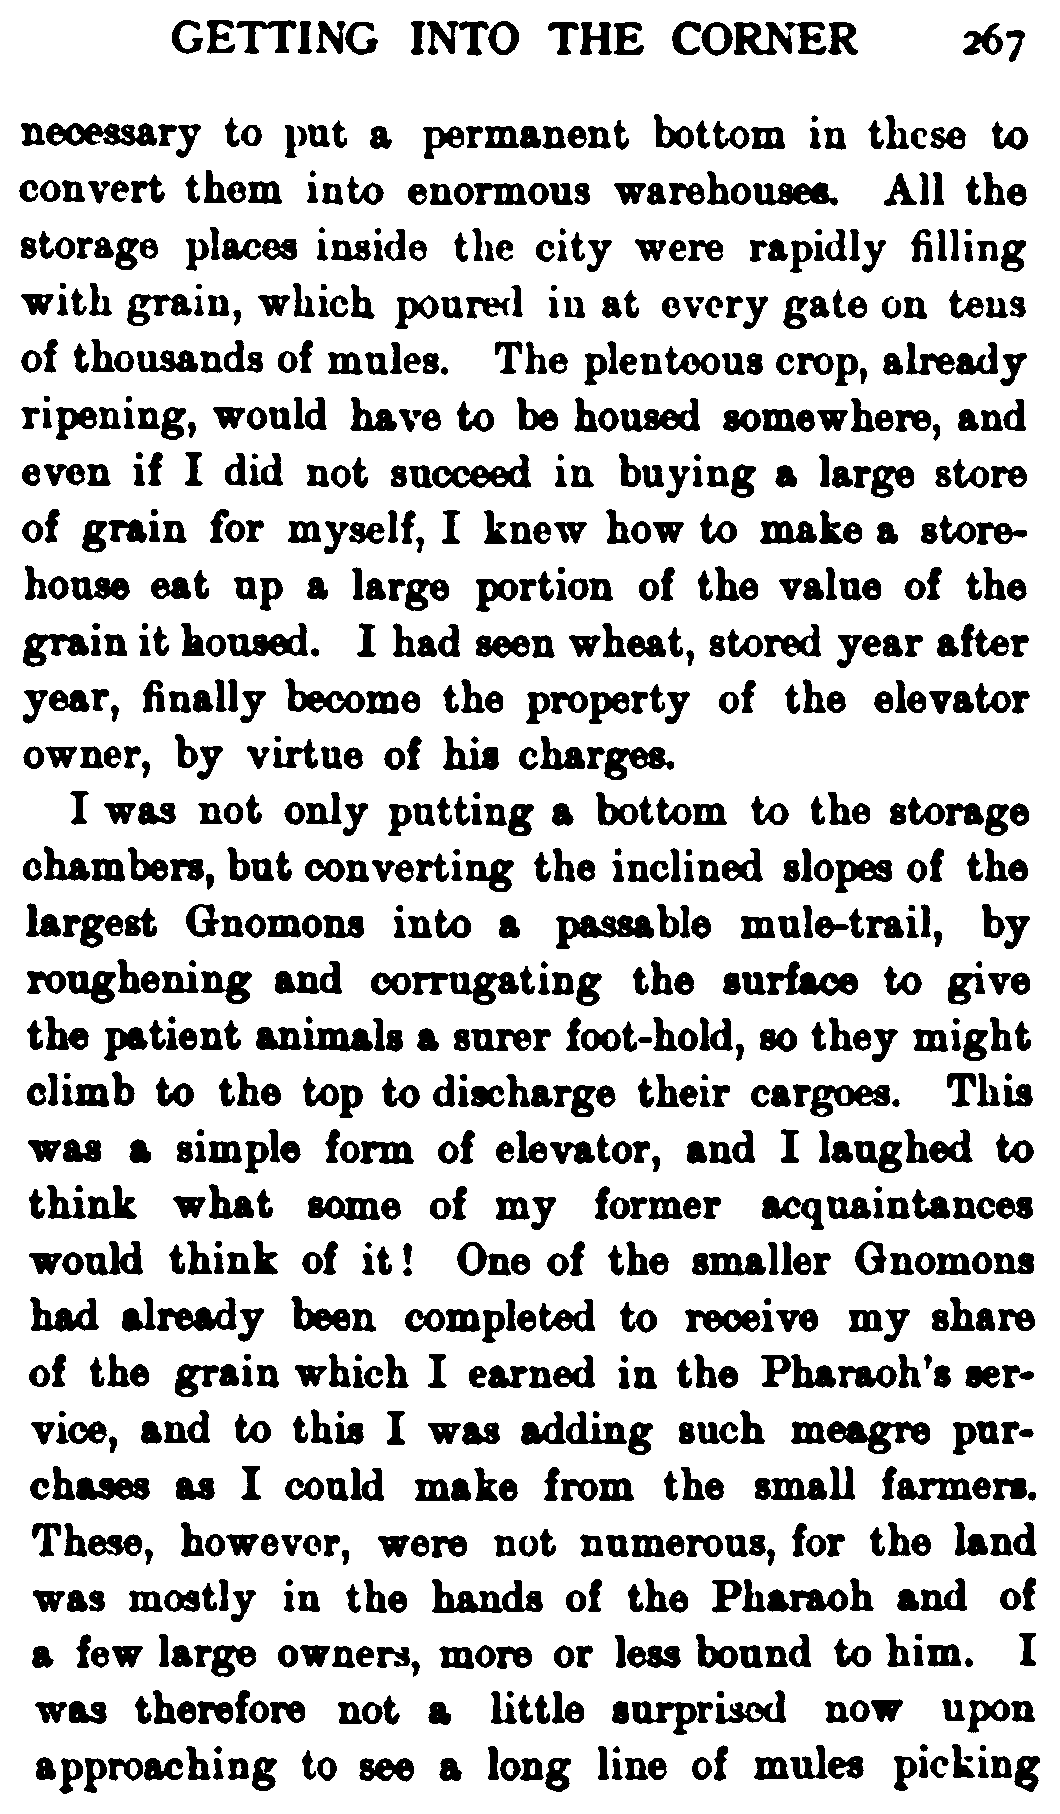 GETTING INTO THE CORNER 267
necessary to put a permanent bottom in these to
convert them into enormous warehouses. All the
storage places inside the city were rapidly filling
with grain, which poured in at every gate on tens
of thousands of mules. The plenteous crop, already
ripening, would have to be housed somewhere, and
even if I did not succeed in buying a large store
of grain for myself, I knew how to make a store-
house eat up a large portion of the value of the
grain it housed. I had seen wheat, stored year after
year, finally become the property of the elevator
owner, by virtue of his charges.
I was not only putting a bottom to the storage
chambers, but converting the inclined slopes of the
largest Gnomons into a passable mule-trail, by
roughening and corrugating the surface to give
the patient animals a surer foot-hold, so they might
climb to the top to discharge their cargoes. This
was a simple form of elevator, and I laughed to
think what some of my former acquaintances
would think of it! One of the smaller Gnomons
had already been completed to receive my share
of the grain which I earned in the Pharaoh's ser-
vice, and to this I was adding such meagre pur-
chases as I could make from the small farmers.
These, however, were not numerous, for the land
was mostly in the hands of the Pharaoh and of
a few large owners, more or less bound to him. I
was therefore not a little surprised now upon
approaching to see a long line of mules picking